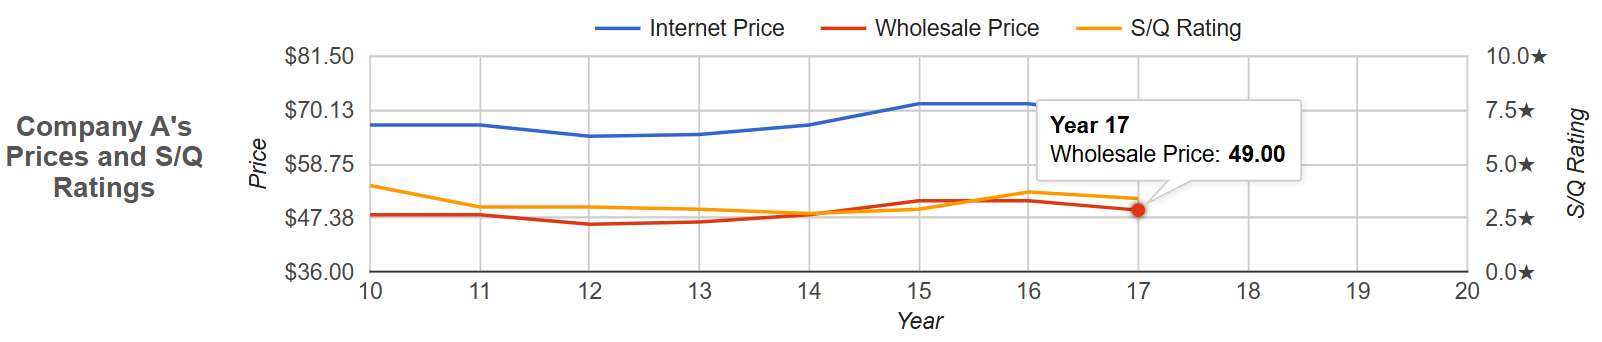 Internet Price
Wholesale Price
S/Q Rating
Company A's
Prices and S/Q
Ratings
Price
$81.50
$70.13
$58.75
$47.38
$36.00
10.0★
7.5★
5.0★
2.5★
0.0★
S/Q Rating
Year 17
Wholesale Price: 49.00
10 11 12 13 14 15 16 17 18 19 20
Year